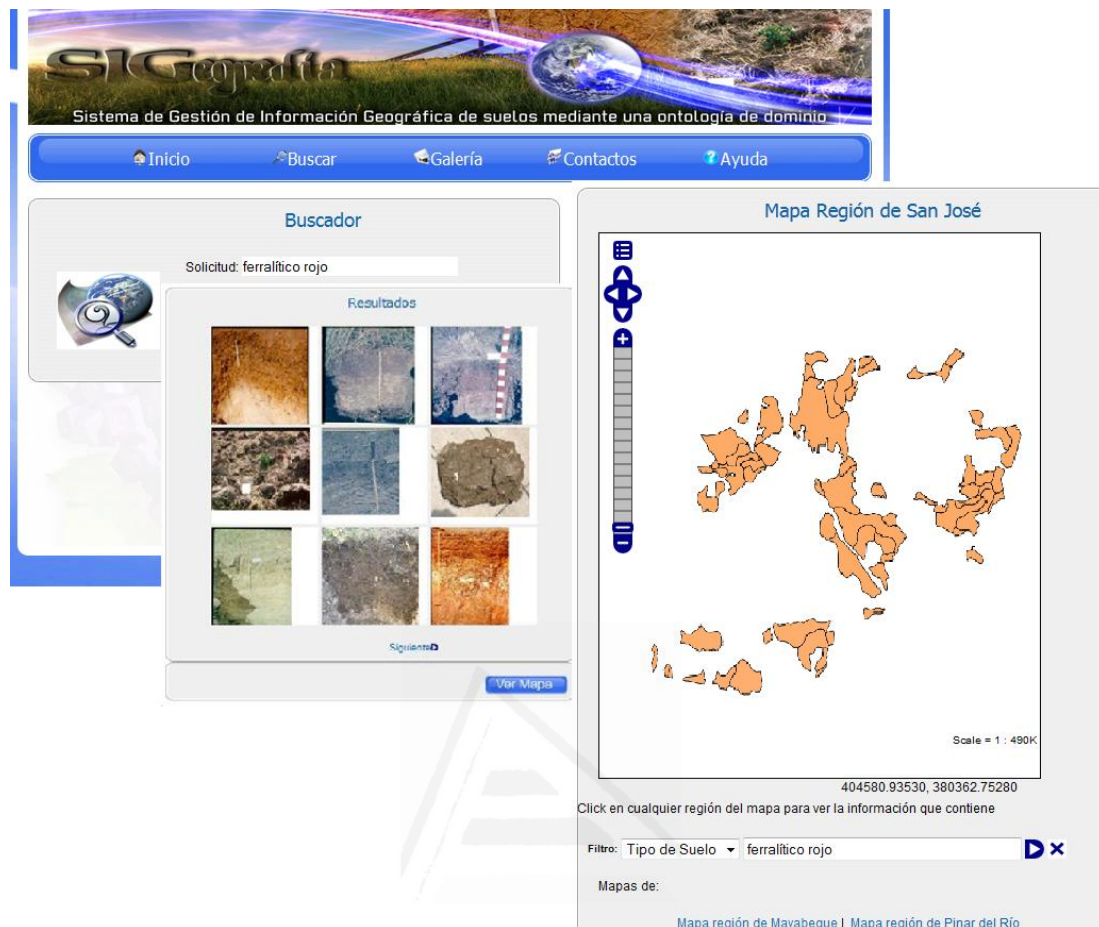 SIGeopedia
Sistema de Gestión de Información Geográfica de suelos mediante una ontología de dominio
Inicio Buscar Galería Contactos Ayuda
Buscador
Solicitud: ferralítico rojo
Resultados
Siguiente
Ver Mapa
Mapa Región de San José
Scale = 1 : 490K
404580.93530, 380362.75280
Click en cualquier región del mapa para ver la información que contiene
Filtro: Tipo de Suelo ferralítico rojo
Mapas de:
Mapa región de Mayabeque | Mapa región de Pinar del Río